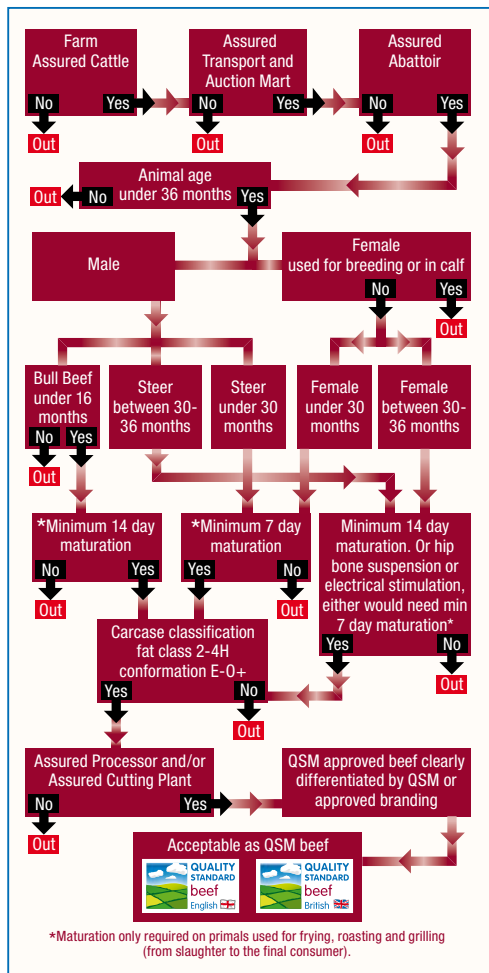 Farm
Assured Cattle
No
Yes
Out
Assured
Transport and
Auction Mart
No
Yes
Out
Assured
Abattoir
No
Yes
Out
Animal age
under 36 months
Out
No
Yes
Male
Female
used for breeding or in calf
No
Yes
Out
Bull Beef
under 16
months
No
Yes
Out
Steer
between 30-
36 months
Steer
under 30
months
Female
under 30
months
Female
between 30-
36 months
*Minimum 14 day
maturation
No
Yes
Out
*Minimum 7 day
maturation
Yes
No
Out
Minimum 14 day
maturation. Or hip
bone suspension or
electrical stimulation,
either would need min
7 day maturation*
Yes
No
Out
Carcase classification
fat class 2-4H
conformation E-O+
Yes
No
Out
Assured Processor and/or
Assured Cutting Plant
No
Yes
Out
QSM approved beef clearly
differentiated by QSM or
approved branding
Acceptable as QSM beef
QUALITY
STANDARD
beef
English
QUALITY
STANDARD
beef
British
*Maturation only required on primals used for frying, roasting and grilling
(from slaughter to the final consumer).